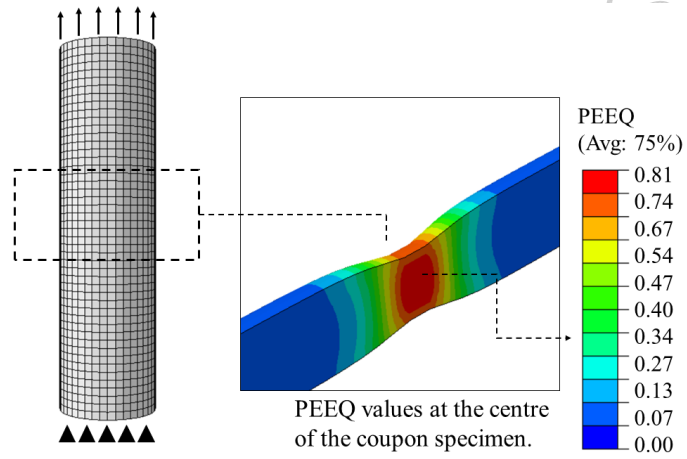 PEEQ
(Avg: 75%)
0.81
0.74
0.67
0.54
0.47
0.40
0.34
0.27
0.13
0.07
0.00
PEEQ values at the centre
of the coupon specimen.